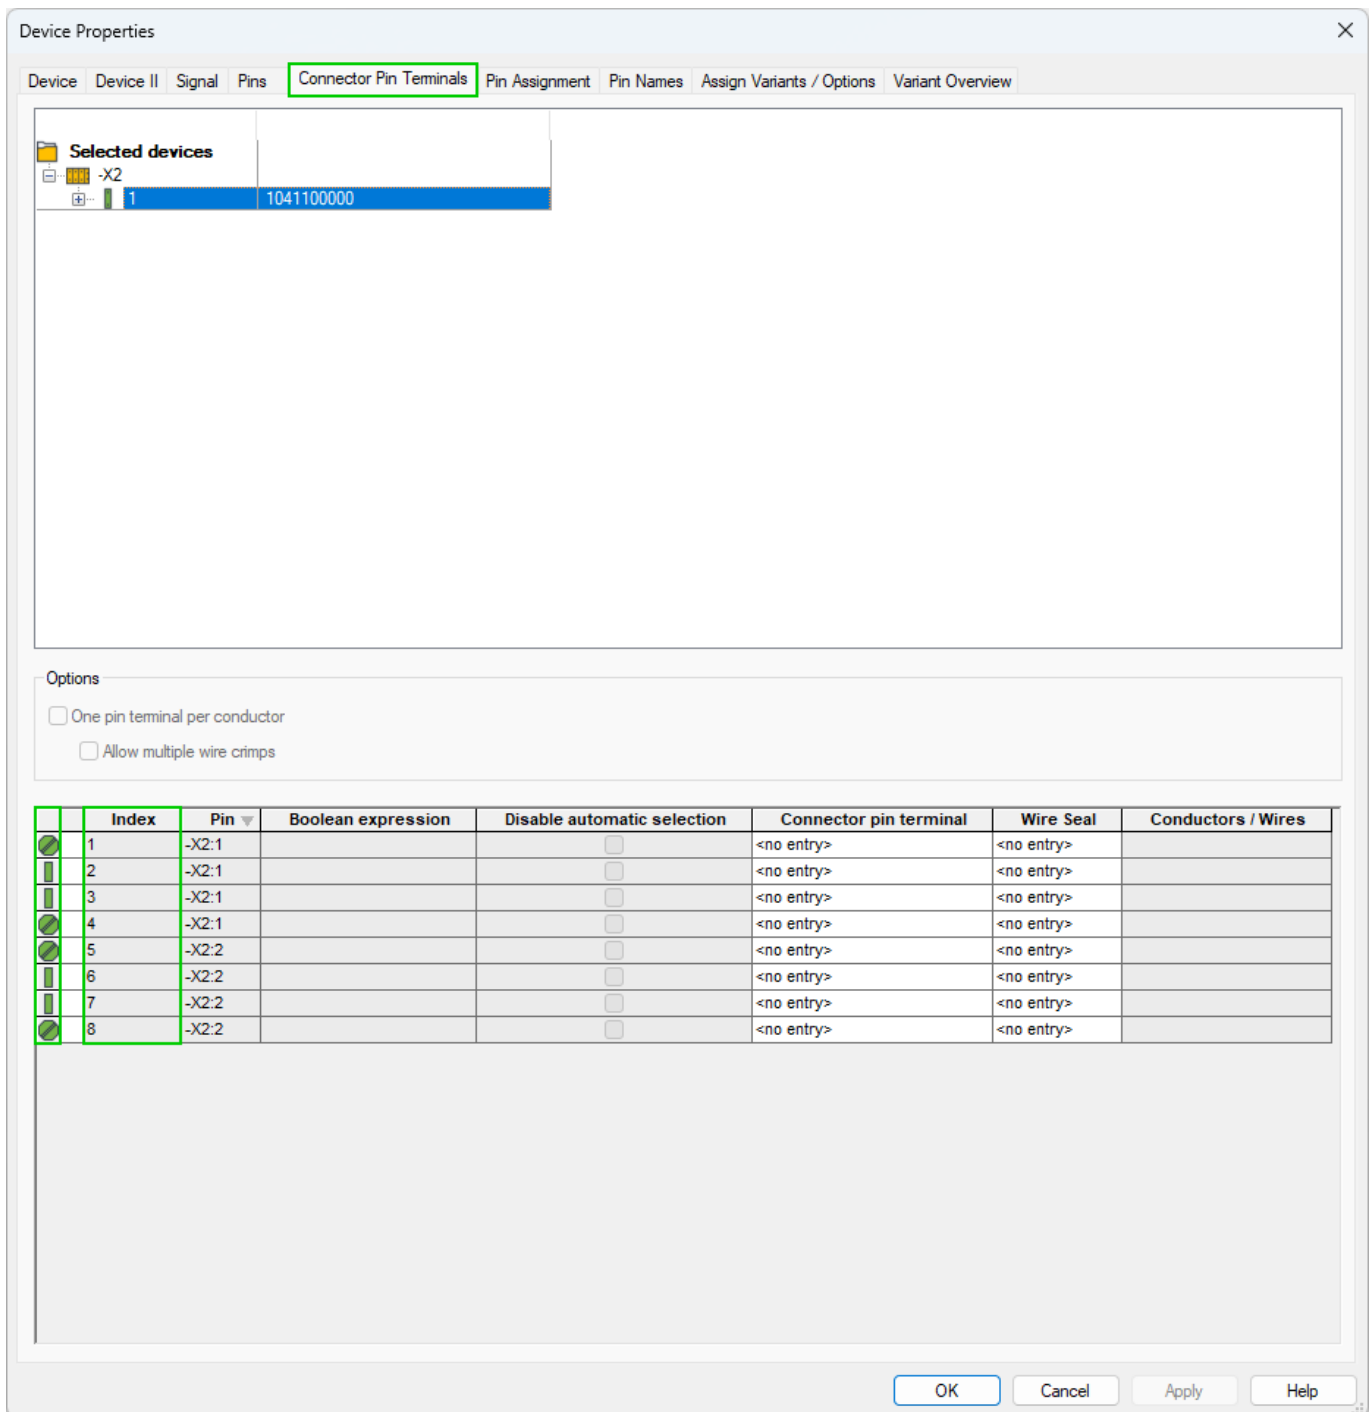 Device Properties
Device Device II Signal Pins Connector Pin Terminals Pin Assignment Pin Names Assign Variants / Options Variant Overview
Selected devices
-X2
1 1041100000
Options
One pin terminal per conductor
Allow multiple wire crimps
Index Pin Boolean expression Disable automatic selection Connector pin terminal Wire Seal Conductors / Wires
1 -X2:1 <no entry> <no entry>
2 -X2:1 <no entry> <no entry>
3 -X2:1 <no entry> <no entry>
4 -X2:1 <no entry> <no entry>
5 -X2:2 <no entry> <no entry>
6 -X2:2 <no entry> <no entry>
7 -X2:2 <no entry> <no entry>
8 -X2:2 <no entry> <no entry>
OK Cancel Apply Help